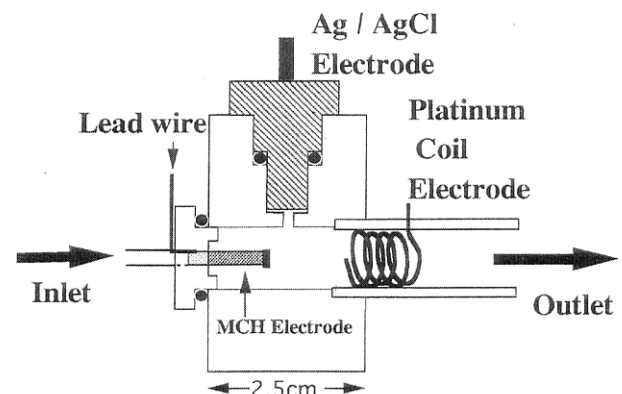 Ag / AgCl
Electrode
Platinum
Coil
Electrode
Lead wire
Inlet
MCH Electrode
Outlet
2.5cm